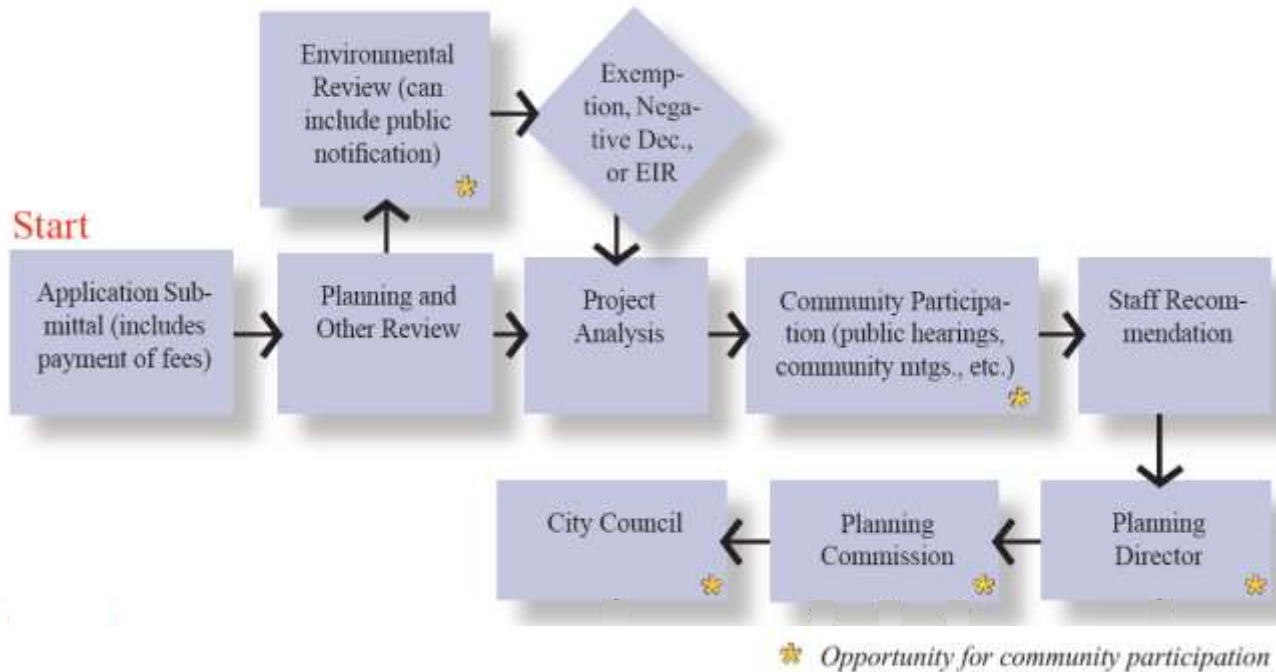 Environmental
Review (can
include public
notification)
Exemp-
tion, Nega-
tive Dec.,
or EIR
Start
Application Sub-
mittal (includes
payment of fees)
Planning and
Other Review
Project
Analysis
Community Participa-
tion (public hearings,
community mtgs., etc.)
Staff Recom-
mendation
City Council
Planning
Commission
Planning
Director
Opportunity for community participation